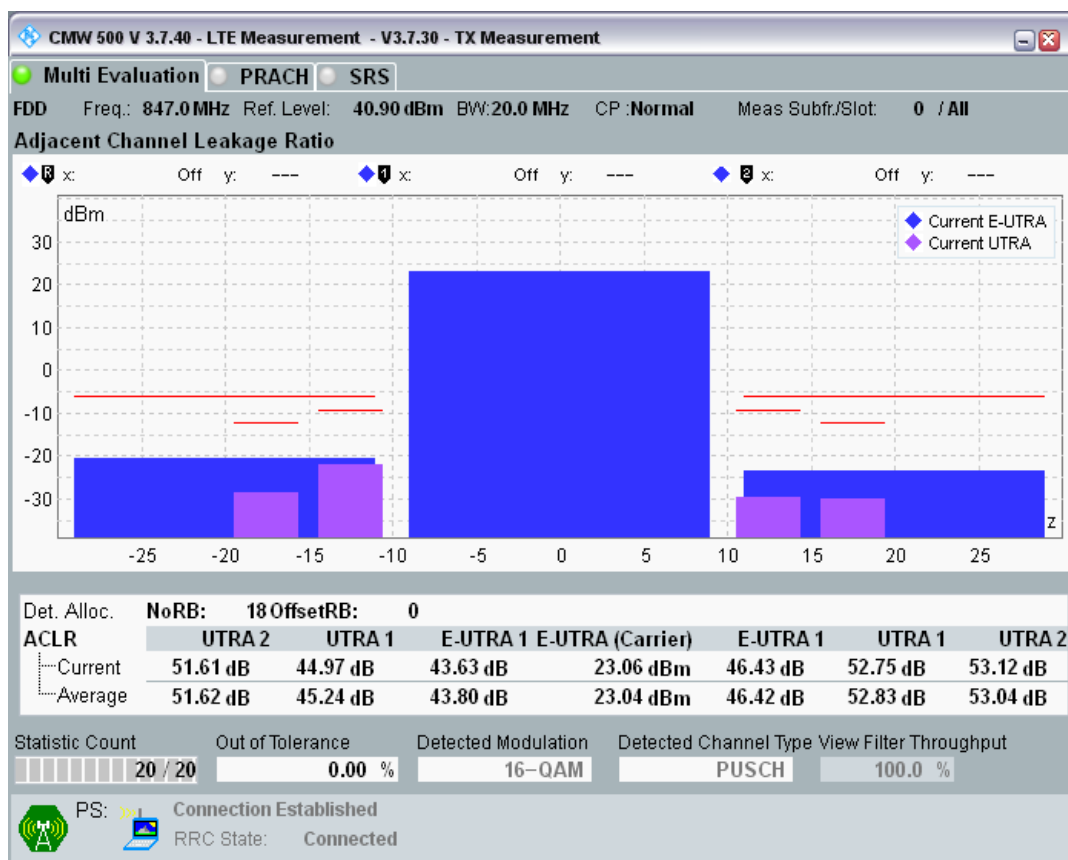 CMW 500 V 3.7.40 - LTE Measurement - V3.7.30 - TX Measurement
Multi Evaluation PRACH SRS
FDD Freq.: 847.0 MHz Ref. Level: 40.90 dBm BW:20.0 MHz CP :Normal Meas Subfr./Slot: 0 / All
Adjacent Channel Leakage Ratio
R x: Off y: --- 1 x: Off y: --- 2 x: Off y: ---
dBm
Current E-UTRA
Current UTRA
30
20
10
0
-10
-20
-30
z
-25 -20 -15 -10 -5 0 5 10 15 20 25
Det. Alloc. NoRB: 18 OffsetRB: 0
ACLR UTRA 2 UTRA 1 E-UTRA 1 E-UTRA (Carrier) E-UTRA 1 UTRA 1 UTRA 2
Current 51.61 dB 44.97 dB 43.63 dB 23.06 dBm 46.43 dB 52.75 dB 53.12 dB
Average 51.62 dB 45.24 dB 43.80 dB 23.04 dBm 46.42 dB 52.83 dB 53.04 dB
Statistic Count Out of Tolerance Detected Modulation Detected Channel Type View Filter Throughput
20 / 20 0.00 % 16-QAM PUSCH 100.0 %
PS: Connection Established
RRC State: Connected